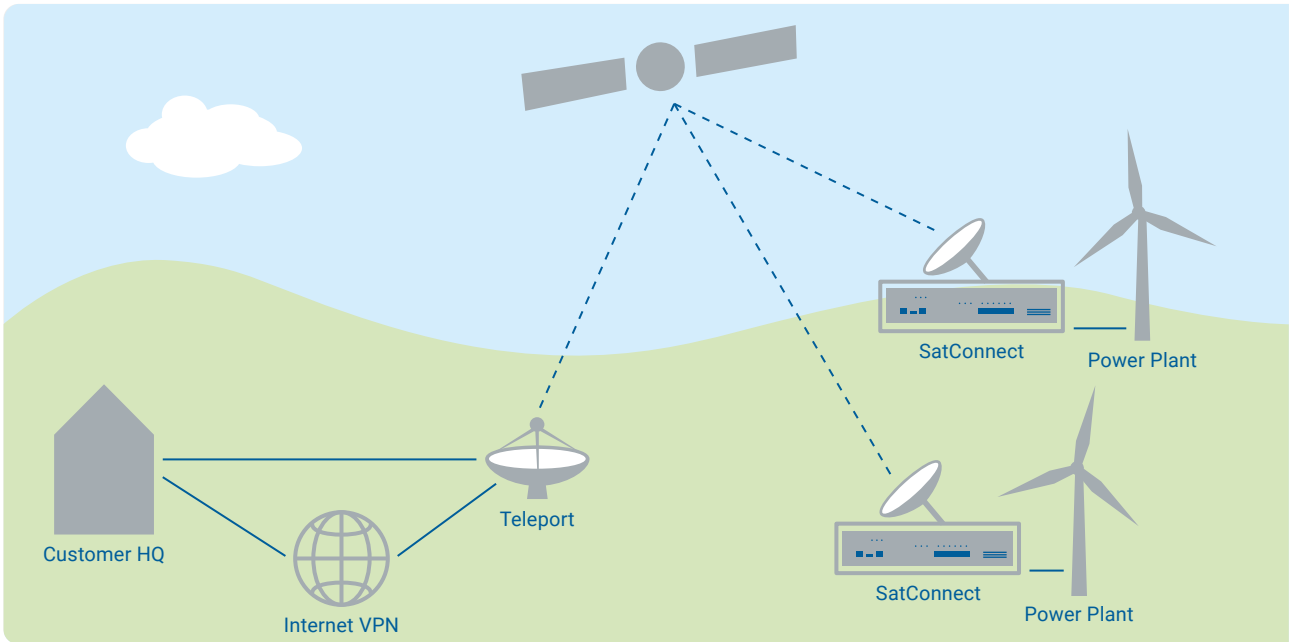 SatConnect
Power Plant
Teleport
Customer HQ
SatConnect
Power Plant
Internet VPN